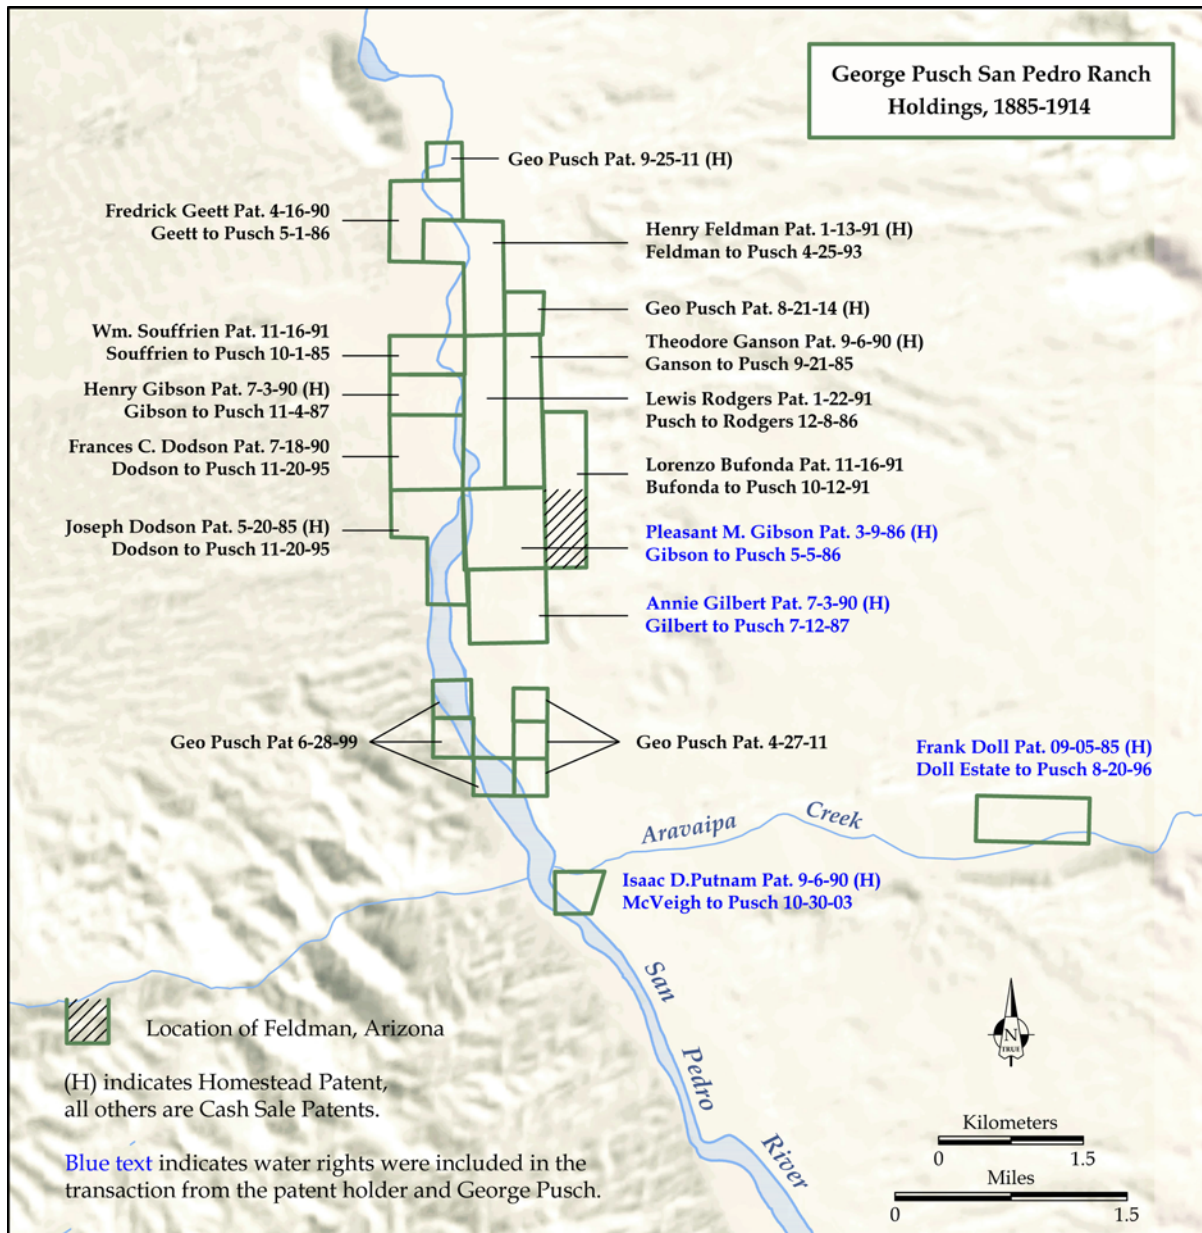 George Pusch San Pedro Ranch
Holdings, 1885-1914
Geo Pusch Pat. 9-25-11 (H)
Fredrick Geett Pat. 4-16-90
Geett to Pusch 5-1-86
Henry Feldman Pat. 1-13-91 (H)
Feldman to Pusch 4-25-93
Geo Pusch Pat. 8-21-14 (H)
Wm. Souffrien Pat. 11-16-91
Souffrien to Pusch 10-1-85
Theodore Ganson Pat. 9-6-90 (H)
Ganson to Pusch 9-21-85
Henry Gibson Pat. 7-3-90 (H)
Gibson to Pusch 11-4-87
Lewis Rodgers Pat. 1-22-91
Pusch to Rodgers 12-8-86
Frances C. Dodson Pat. 7-18-90
Dodson to Pusch 11-20-95
Lorenzo Bufonda Pat. 11-16-91
Bufonda to Pusch 10-12-91
Joseph Dodson Pat. 5-20-85 (H)
Dodson to Pusch 11-20-95
Pleasant M. Gibson Pat. 3-9-86 (H)
Gibson to Pusch 5-5-86
Annie Gilbert Pat. 7-3-90 (H)
Gilbert to Pusch 7-12-87
Geo Pusch Pat 6-28-99
Geo Pusch Pat. 4-27-11
Frank Doll Pat. 09-05-85 (H)
Doll Estate to Pusch 8-20-96
Aravaipa Creek
Isaac D.Putnam Pat. 9-6-90 (H)
McVeigh to Pusch 10-30-03
San Pedro River
Location of Feldman, Arizona
(H) indicates Homestead Patent,
all others are Cash Sale Patents.
Blue text indicates water rights were included in the
transaction from the patent holder and George Pusch.
N
TRUE
Kilometers
0 1.5
Miles
0 1.5